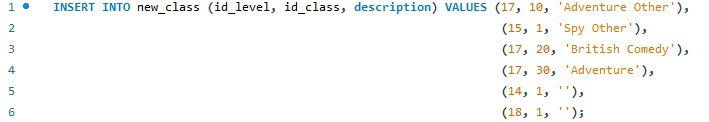 1 INSERT INTO new_class (id_level, id_class, description) VALUES (17, 10, 'Adventure Other'),
2 (15, 1, 'Spy Other'),
3 (17, 20, 'British Comedy'),
4 (17, 30, 'Adventure'),
5 (14, 1, ''),
6 (18, 1, '');